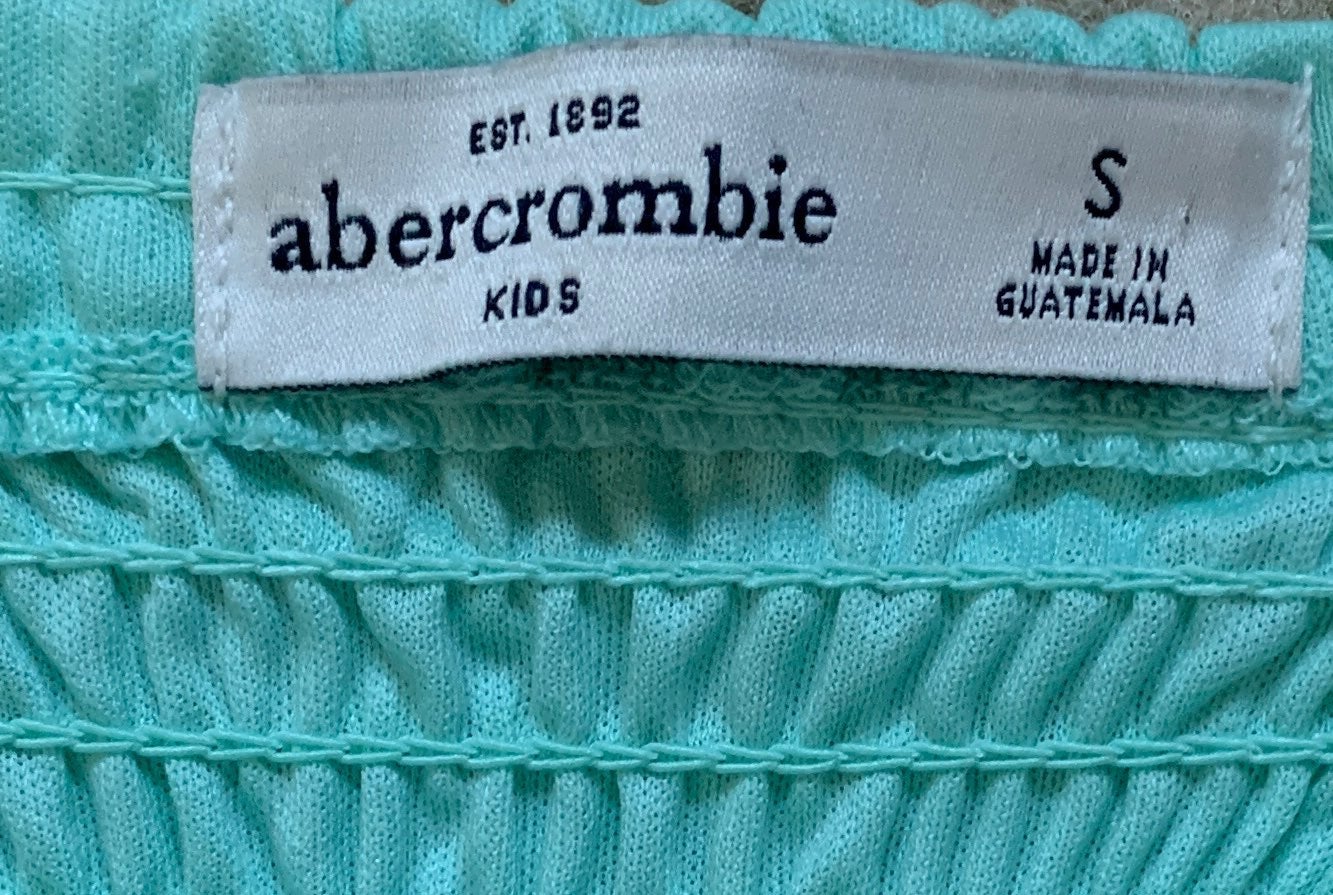 EST. 1892
abercrombie
KIDS
S
MADE IN
GUATEMALA